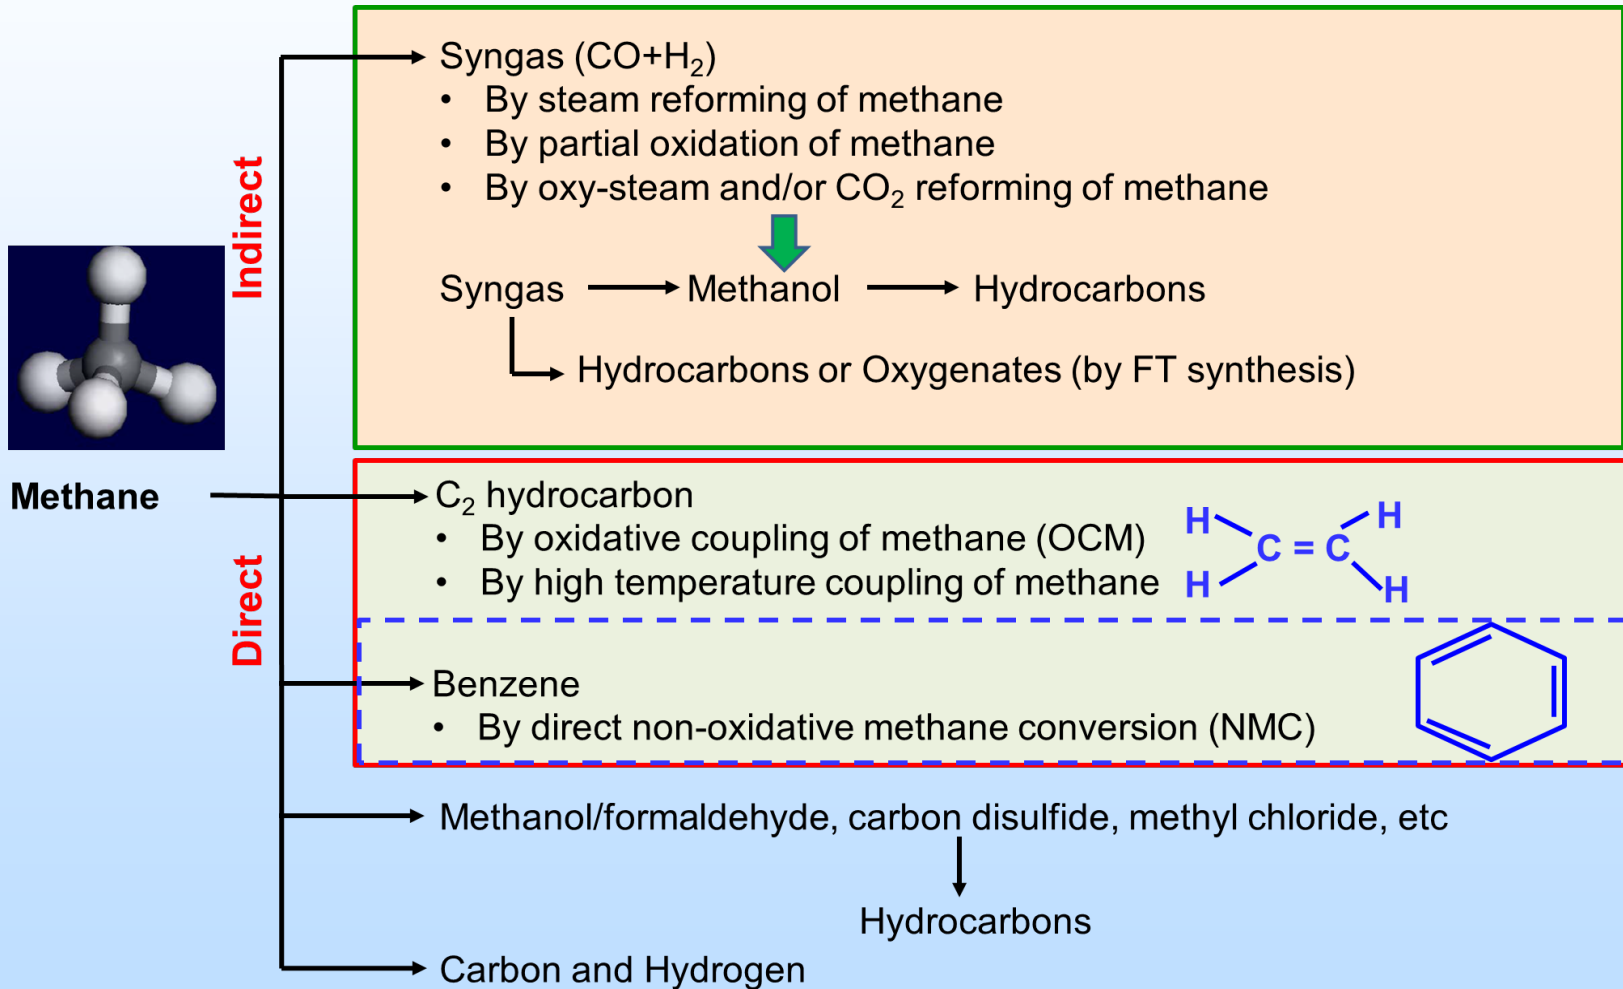 Syngas (CO+H₂)
• By steam reforming of methane
• By partial oxidation of methane
• By oxy-steam and/or CO₂ reforming of methane
Indirect
Syngas Methanol Hydrocarbons
Hydrocarbons or Oxygenates (by FT synthesis)
Methane
Direct
C₂ hydrocarbon
• By oxidative coupling of methane (OCM)
• By high temperature coupling of methane
H H
C = C
H H
Benzene
• By direct non-oxidative methane conversion (NMC)
Methanol/formaldehyde, carbon disulfide, methyl chloride, etc
Hydrocarbons
Carbon and Hydrogen